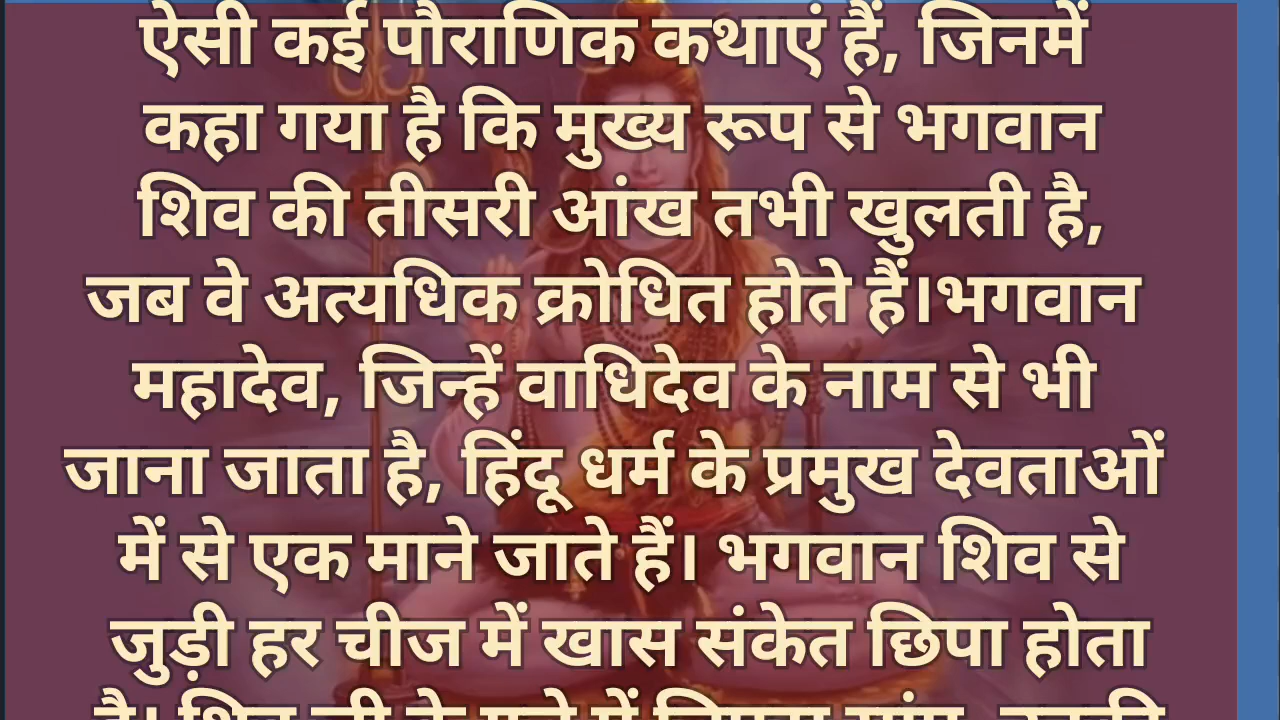 ऐसी कई पौराणिक कथाएं हैं, जिनमें
कहा गया है कि मुख्य रूप से भगवान
शिव की तीसरी आंख तभी खुलती है,
जब वे अत्यधिक क्रोधित होते हैं।भगवान
महादेव, जिन्हें वाधिदेव के नाम से भी
जाना जाता है, हिंदू धर्म के प्रमुख देवताओं
में से एक माने जाते हैं। भगवान शिव से
जुड़ी हर चीज में खास संकेत छिपा होता